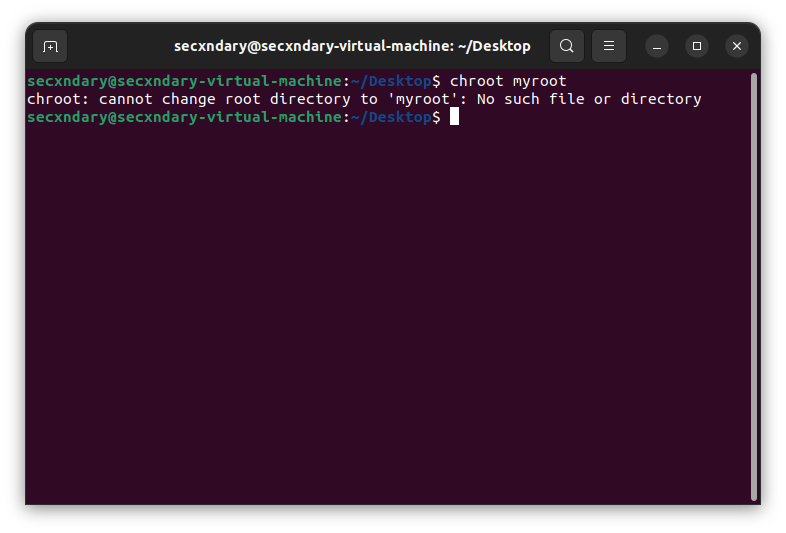 secxndary@secxndary-virtual-machine: ~/Desktop
secxndary@secxndary-virtual-machine:~/Desktop$ chroot myroot
chroot: cannot change root directory to 'myroot': No such file or directory
secxndary@secxndary-virtual-machine:~/Desktop$